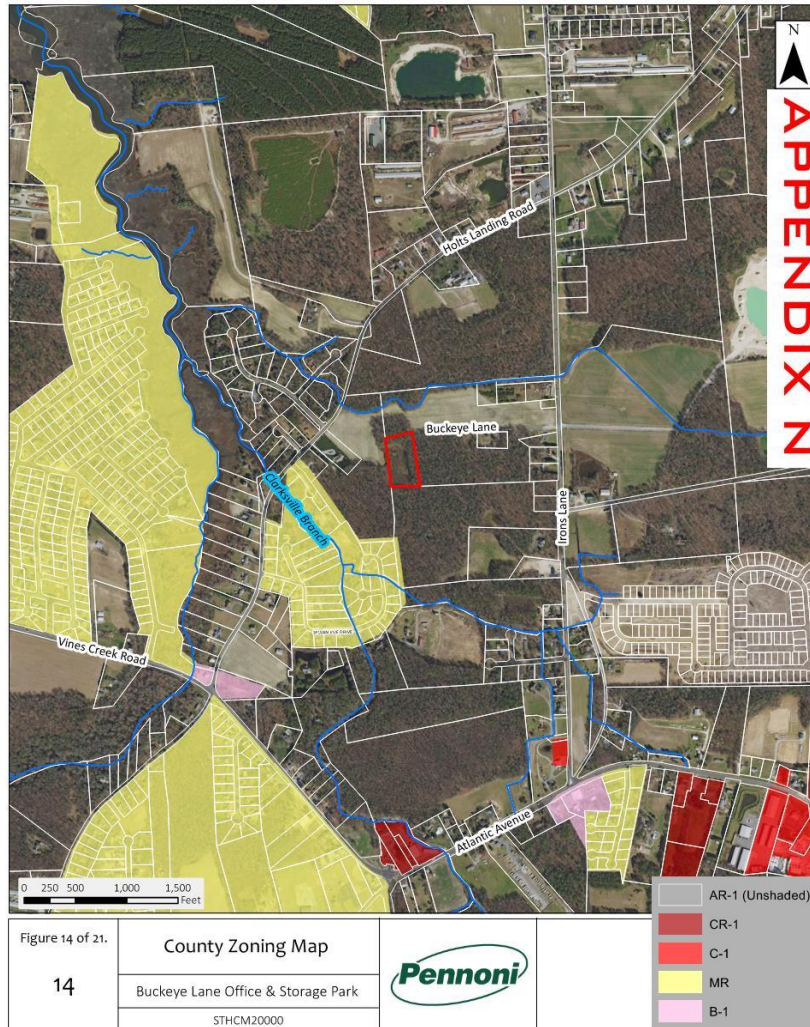 N
APPENDIX N
Holts Landing Road
Buckeye Lane
Clarksville Branch
Irons Lane
Vines Creek Road
Atlantic Avenue
0 250 500 1,000 1,500
Feet
AR-1 (Unshaded)
CR-1
C-1
MR
B-1
Figure 14 of 21.
14
County Zoning Map
Buckeye Lane Office & Storage Park
STHCM20000
Pennoni